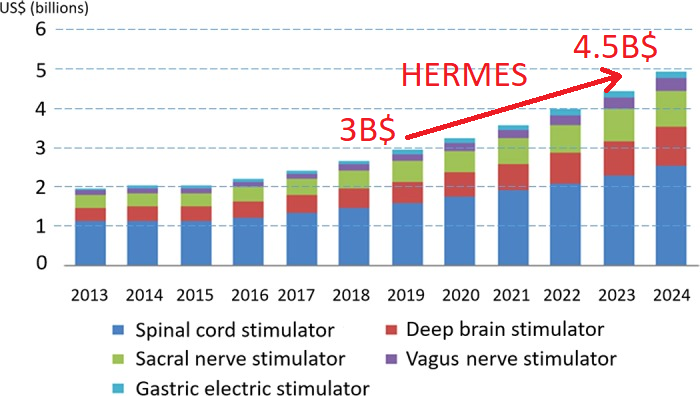 US$ (billions)
6
5
4
3
2
1
0
HERMES
3B$
4.5B$
2013 2014 2015 2016 2017 2018 2019 2020 2021 2022 2023 2024
Spinal cord stimulator Deep brain stimulator
Sacral nerve stimulator Vagus nerve stimulator
Gastric electric stimulator